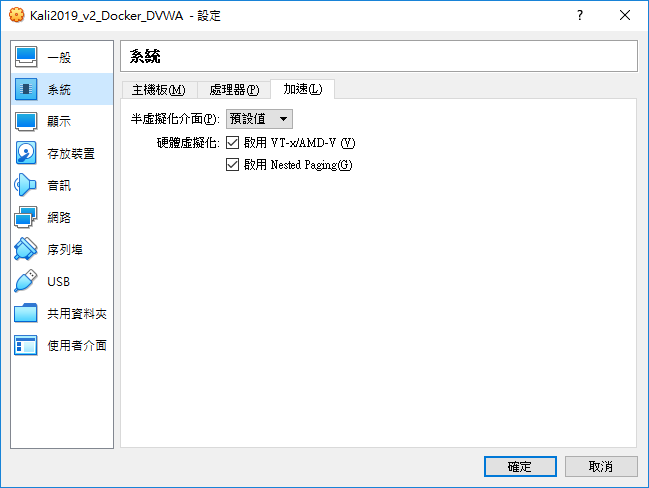 Kali2019_v2_Docker_DVWA - 設定
?
一般
系統
顯示
存放裝置
音訊
網路
序列埠
USB
共用資料夾
使用者介面
系統
主機板(M) 處理器(P) 加速(L)
半虛擬化介面(P): 預設值
硬體虛擬化: 啟用 VT-x/AMD-V (V)
啟用 Nested Paging(G)
確定 取消